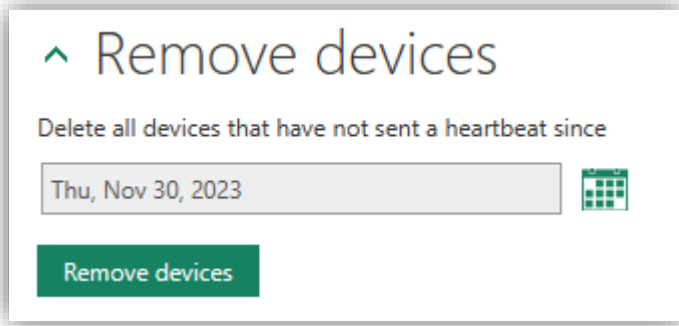 Remove devices
Delete all devices that have not sent a heartbeat since
Thu, Nov 30, 2023
Remove devices